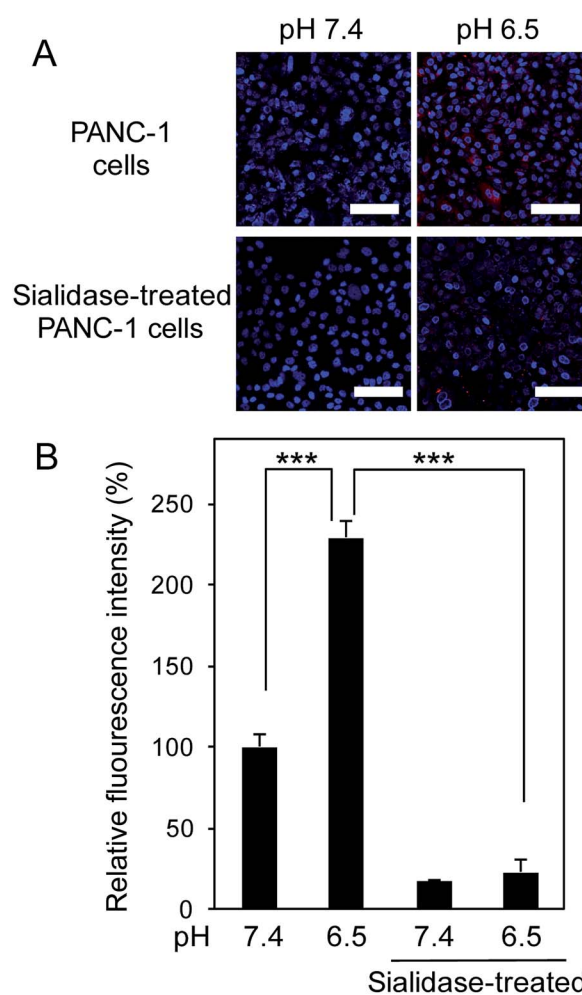 pH 7.4 pH 6.5
A
PANC-1
cells
Sialidase-treated
PANC-1 cells
B
*** ***
Relative fluourescence intensity (%)
250
200
150
100
50
0
pH 7.4 6.5 7.4 6.5
Sialidase-treated